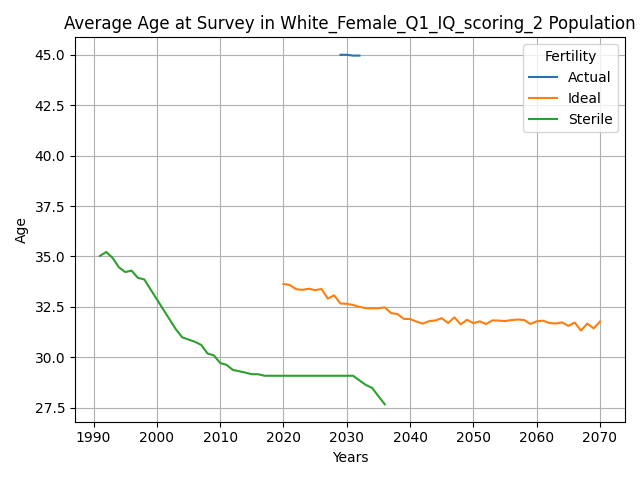 Average Age at Survey in White_Female_Q1_IQ_scoring_2 Population
45.0
42.5
40.0
37.5
35.0
32.5
30.0
27.5
Age
Fertility
Actual
Ideal
Sterile
1990 2000 2010 2020 2030 2040 2050 2060 2070
Years